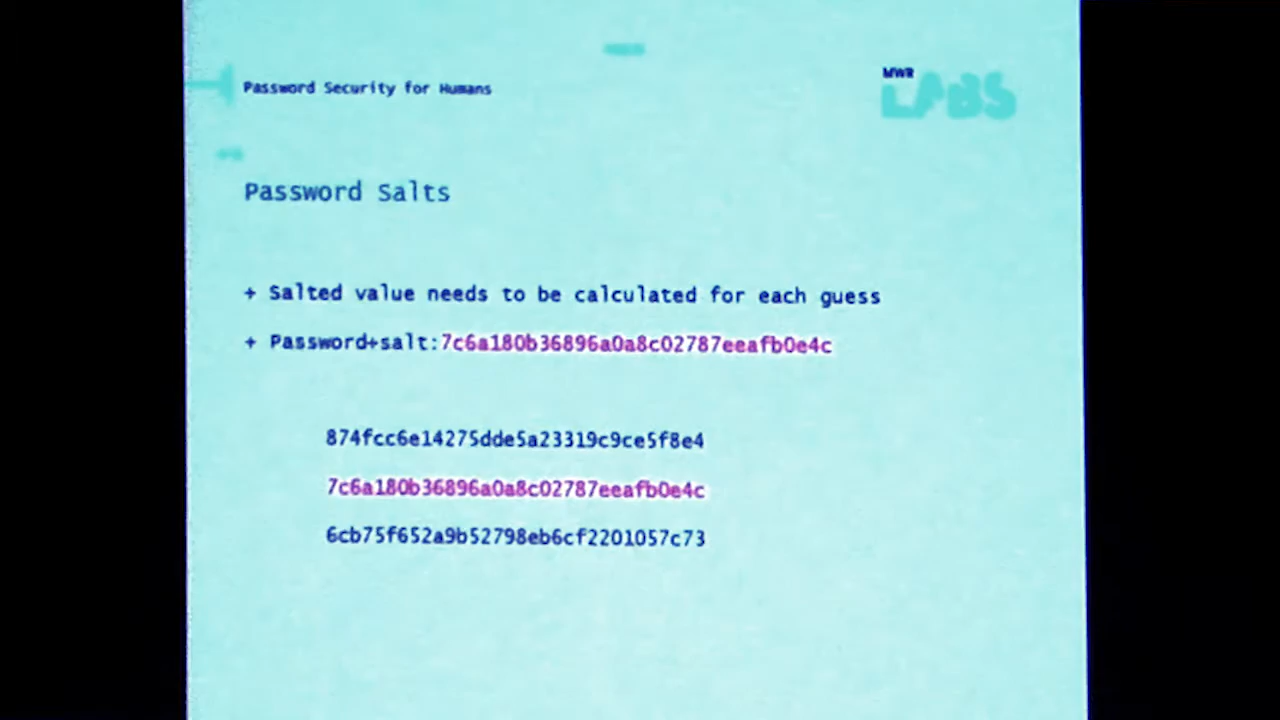 Password Security for Humans
MWR
LABS
Password Salts
+ Salted value needs to be calculated for each guess
+ Password+salt:7c6a180b36896a0a8c02787eeafb0e4c
874fcc6e14275dde5a23319c9ce5f8e4
7c6a180b36896a0a8c02787eeafb0e4c
6cb75f652a9b52798eb6cf2201057c73